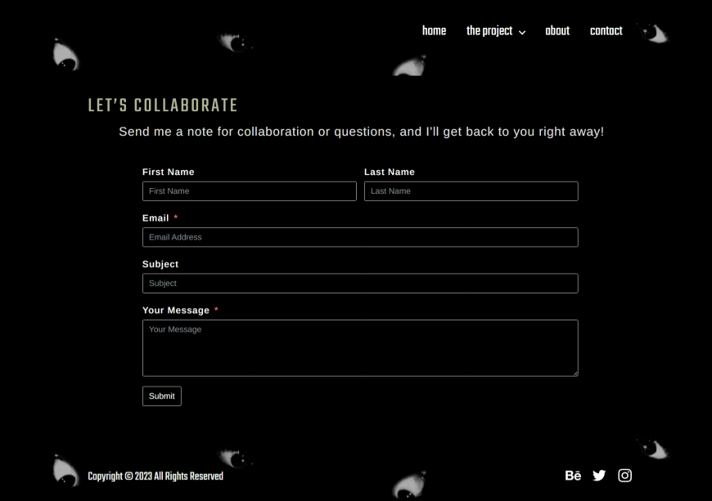 home the project about contact
LET'S COLLABORATE
Send me a note for collaboration or questions, and I'll get back to you right away!
First Name Last Name
First Name Last Name
Email *
Email Address
Subject
Subject
Your Message *
Your Message
Submit
Copyright © 2023 All Rights Reserved Bē